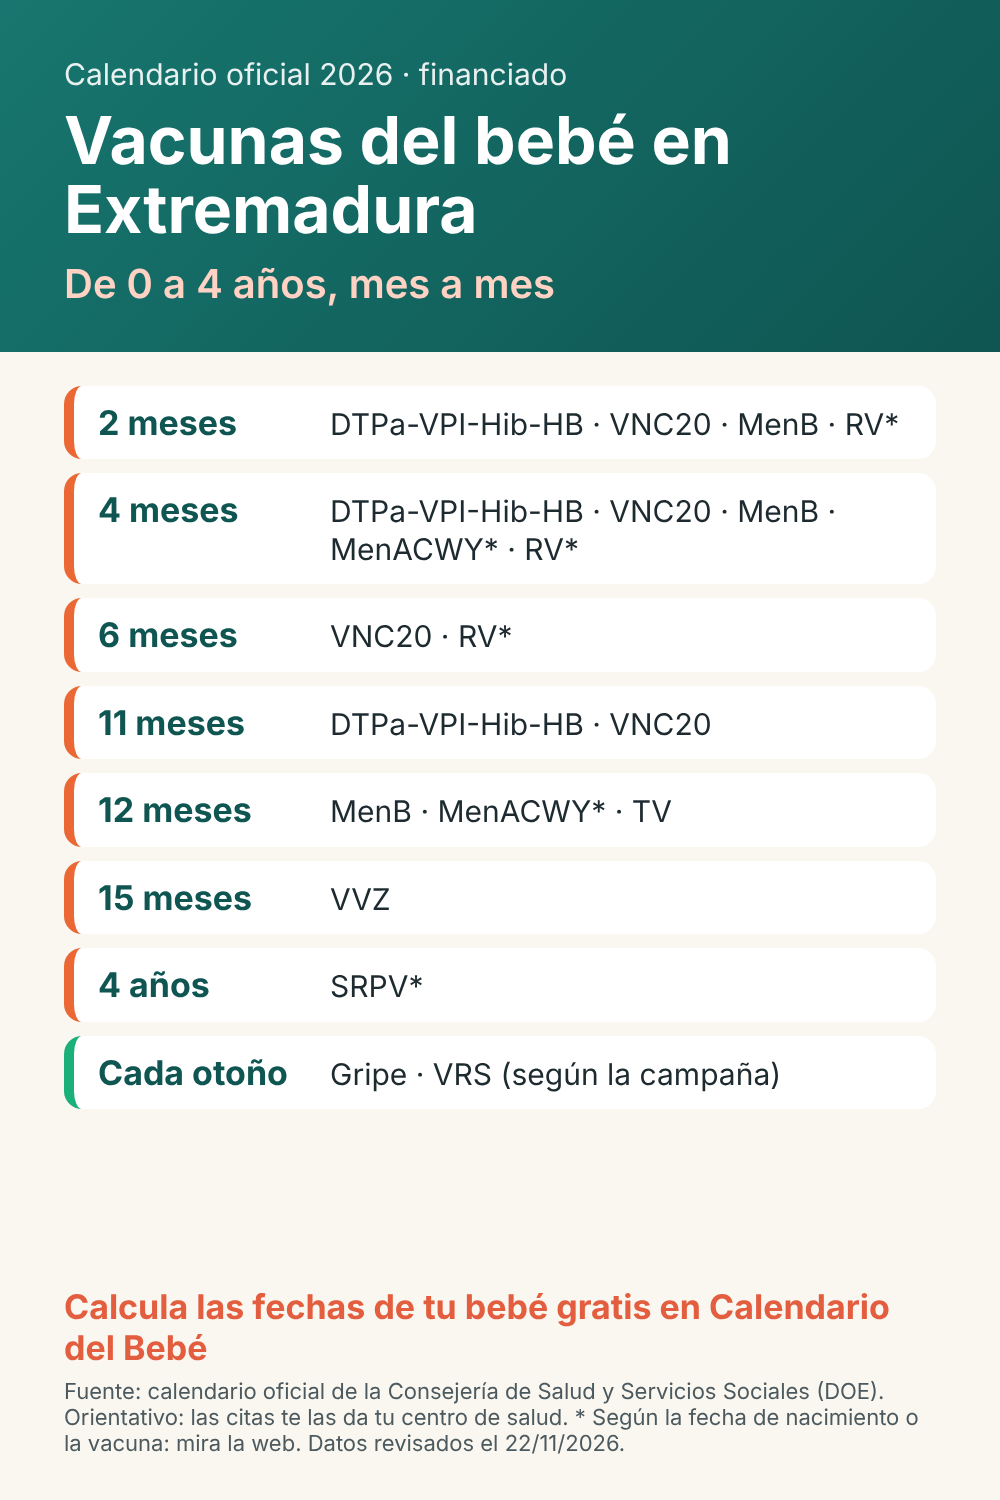 Calendario oficial 2026 · financiado
Vacunas del bebé en
Extremadura
De 0 a 4 años, mes a mes
2 meses DTPa-VPI-Hib-HB · VNC20 · MenB · RV*
4 meses DTPa-VPI-Hib-HB · VNC20 · MenB ·
MenACWY* · RV*
6 meses VNC20 · RV*
11 meses DTPa-VPI-Hib-HB · VNC20
12 meses MenB · MenACWY* · TV
15 meses VVZ
4 años SRPV*
Cada otoño Gripe · VRS (según la campaña)
Calcula las fechas de tu bebé gratis en Calendario
del Bebé
Fuente: calendario oficial de la Consejería de Salud y Servicios Sociales (DOE).
Orientativo: las citas te las da tu centro de salud. * Según la fecha de nacimiento o
la vacuna: mira la web. Datos revisados el 22/11/2026.